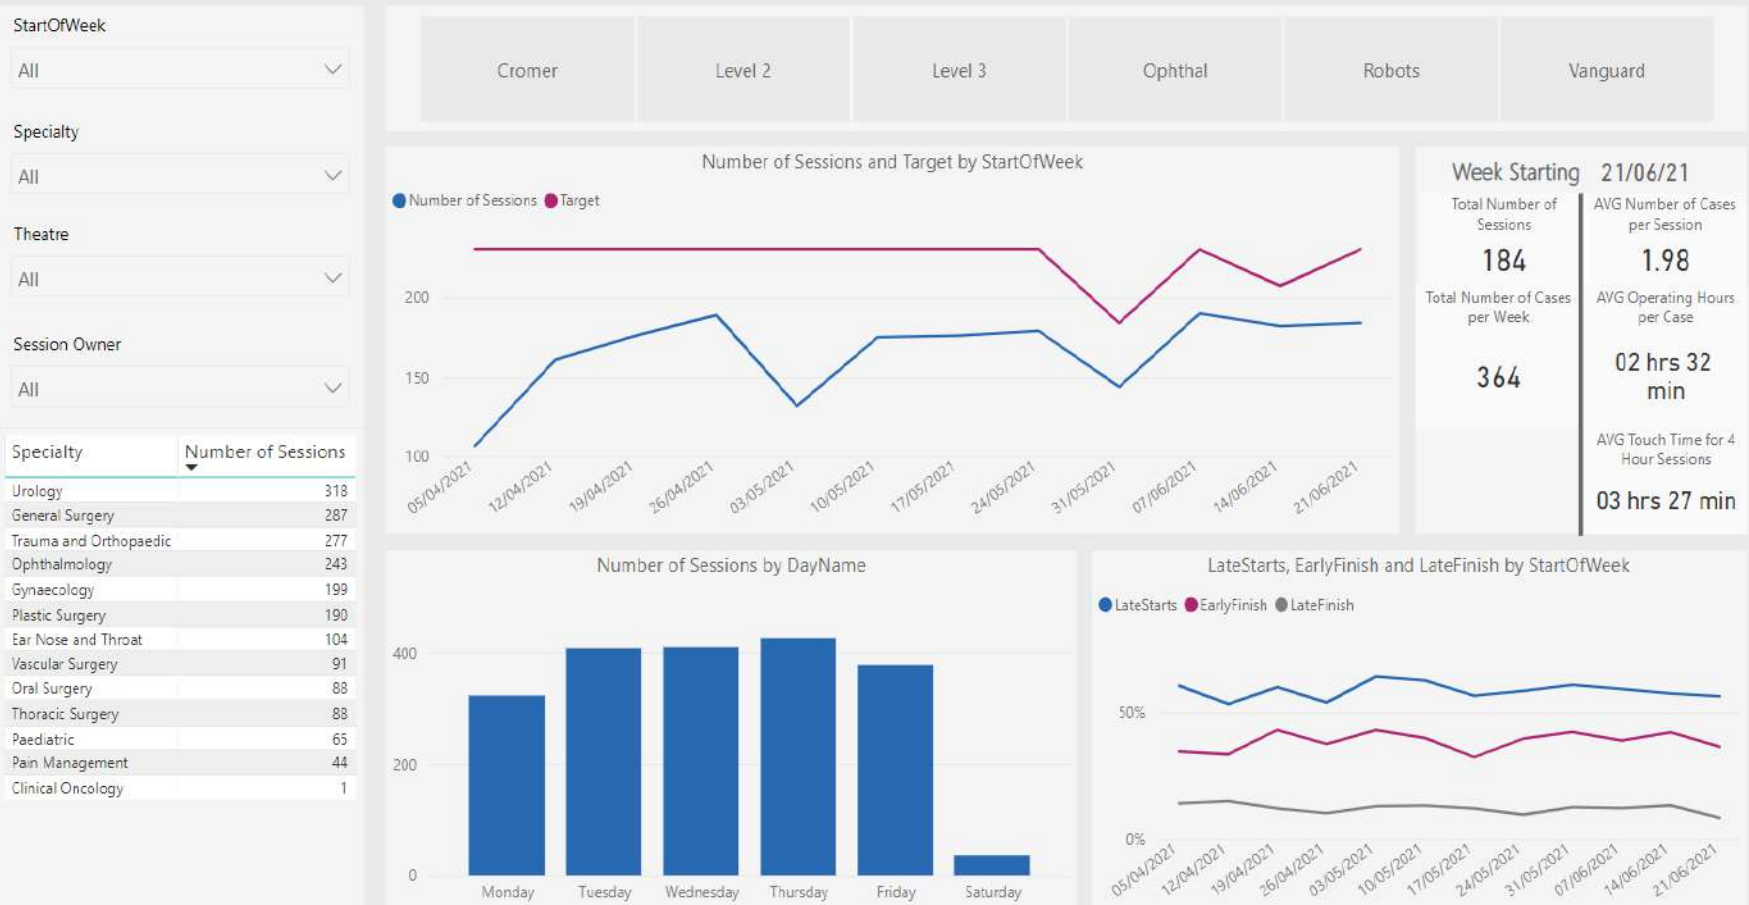 StartOfWeek
All
Specialty
All
Theatre
All
Session Owner
All
Specialty Number of Sessions
Urology 318
General Surgery 287
Trauma and Orthopaedic 277
Ophthalmology 243
Gynaecology 199
Plastic Surgery 190
Ear Nose and Throat 104
Vascular Surgery 91
Oral Surgery 88
Thoracic Surgery 88
Paediatric 65
Pain Management 44
Clinical Oncology 1
Cromer Level 2 Level 3 Ophthal Robots Vanguard
Number of Sessions and Target by StartOfWeek
Number of Sessions Target
200
150
100
05/04/2021 12/04/2021 19/04/2021 26/04/2021 03/05/2021 10/05/2021 17/05/2021 24/05/2021 31/05/2021 07/06/2021 14/06/2021 21/06/2021
Week Starting 21/06/21
Total Number of
Sessions
184
Total Number of Cases
per Week
364
AVG Number of Cases
per Session
1.98
AVG Operating Hours
per Case
02 hrs 32
min
AVG Touch Time for 4
Hour Sessions
03 hrs 27 min
Number of Sessions by DayName
400
200
0
Monday Tuesday Wednesday Thursday Friday Saturday
LateStarts, EarlyFinish and LateFinish by StartOfWeek
LateStarts EarlyFinish LateFinish
50%
0%
05/04/2021 12/04/2021 19/04/2021 26/04/2021 03/05/2021 10/05/2021 17/05/2021 24/05/2021 31/05/2021 07/06/2021 14/06/2021 21/06/2021